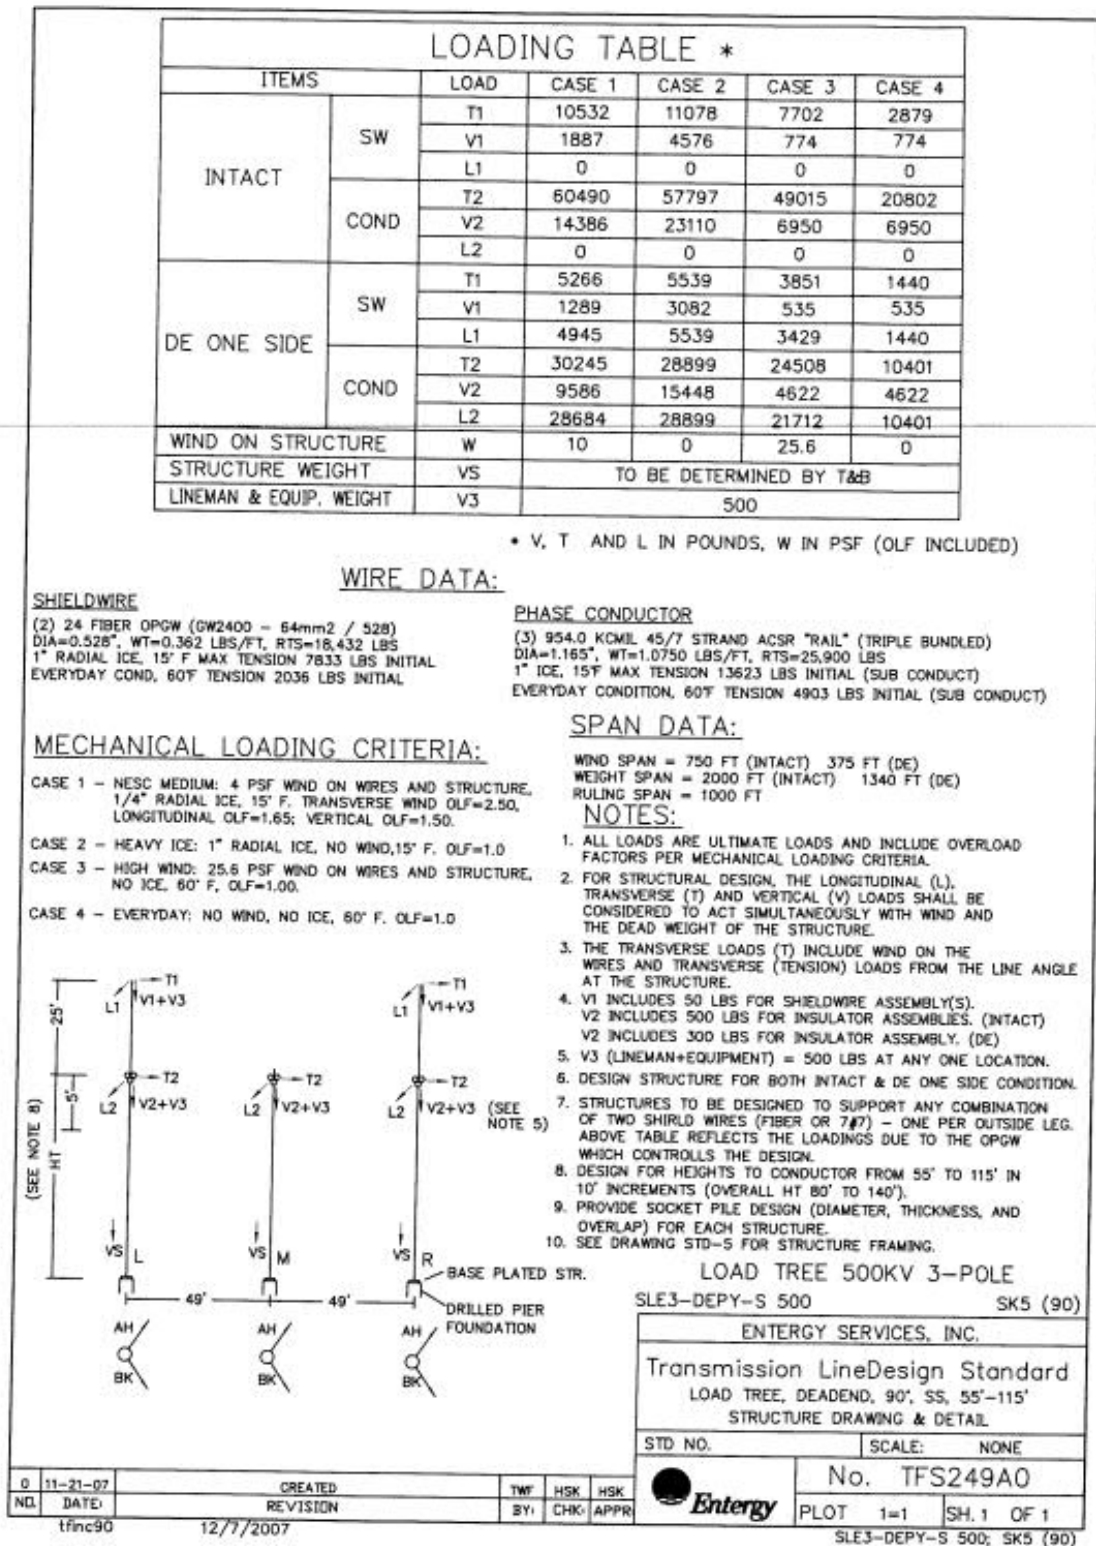 LOADING TABLE *
ITEMS LOAD CASE 1 CASE 2 CASE 3 CASE 4
INTACT SW T1 10532 11078 7702 2879
V1 1887 4576 774 774
L1 0 0 0 0
COND T2 60490 57797 49015 20802
V2 14386 23110 6950 6950
L2 0 0 0 0
DE ONE SIDE SW T1 5266 5539 3851 1440
V1 1289 3082 535 535
L1 4945 5539 3429 1440
COND T2 30245 28899 24508 10401
V2 9586 15448 4622 4622
L2 28684 28899 21712 10401
WIND ON STRUCTURE W 10 0 25.6 0
STRUCTURE WEIGHT VS TO BE DETERMINED BY T&B
LINEMAN & EQUIP. WEIGHT V3 500
* V, T AND L IN POUNDS, W IN PSF (OLF INCLUDED)
WIRE DATA:
SHIELDWIRE
(2) 24 FIBER OPGW (GW2400 - 64mm2 / 528)
DIA=0.528", WT=0.362 LBS/FT, RTS=18,432 LBS
1" RADIAL ICE, 15° F MAX TENSION 7833 LBS INITIAL
EVERYDAY COND, 60°F TENSION 2036 LBS INITIAL
PHASE CONDUCTOR
(3) 954.0 KCMIL 45/7 STRAND ACSR "RAIL" (TRIPLE BUNDLED)
DIA=1.165", WT=1.0750 LBS/FT, RTS=25,900 LBS
1" ICE, 15°F MAX TENSION 13623 LBS INITIAL (SUB CONDUCT)
EVERYDAY CONDITION, 60°F TENSION 4903 LBS INITIAL (SUB CONDUCT)
MECHANICAL LOADING CRITERIA:
CASE 1 - NESC MEDIUM: 4 PSF WIND ON WIRES AND STRUCTURE,
1/4" RADIAL ICE, 15° F. TRANSVERSE WIND OLF=2.50,
LONGITUDINAL OLF=1.65; VERTICAL OLF=1.50.
CASE 2 - HEAVY ICE: 1" RADIAL ICE, NO WIND,15° F. OLF=1.0
CASE 3 - HIGH WIND: 25.6 PSF WIND ON WIRES AND STRUCTURE,
NO ICE, 60° F, OLF=1.00.
CASE 4 - EVERYDAY: NO WIND, NO ICE, 60° F. OLF=1.0
SPAN DATA:
WIND SPAN = 750 FT (INTACT) 375 FT (DE)
WEIGHT SPAN = 2000 FT (INTACT) 1340 FT (DE)
RULING SPAN = 1000 FT
NOTES:
1. ALL LOADS ARE ULTIMATE LOADS AND INCLUDE OVERLOAD
FACTORS PER MECHANICAL LOADING CRITERIA.
2. FOR STRUCTURAL DESIGN, THE LONGITUDINAL (L),
TRANSVERSE (T) AND VERTICAL (V) LOADS SHALL BE
CONSIDERED TO ACT SIMULTANEOUSLY WITH WIND AND
THE DEAD WEIGHT OF THE STRUCTURE.
3. THE TRANSVERSE LOADS (T) INCLUDE WIND ON THE
WIRES AND TRANSVERSE (TENSION) LOADS FROM THE LINE ANGLE
AT THE STRUCTURE.
4. V1 INCLUDES 50 LBS FOR SHIELDWIRE ASSEMBLY(S).
V2 INCLUDES 500 LBS FOR INSULATOR ASSEMBLIES. (INTACT)
V2 INCLUDES 300 LBS FOR INSULATOR ASSEMBLY. (DE)
5. V3 (LINEMAN+EQUIPMENT) = 500 LBS AT ANY ONE LOCATION.
6. DESIGN STRUCTURE FOR BOTH INTACT & DE ONE SIDE CONDITION.
7. STRUCTURES TO BE DESIGNED TO SUPPORT ANY COMBINATION
OF TWO SHIRLD WIRES (FIBER OR 7#7) - ONE PER OUTSIDE LEG.
ABOVE TABLE REFLECTS THE LOADINGS DUE TO THE OPGW
WHICH CONTROLLS THE DESIGN.
8. DESIGN FOR HEIGHTS TO CONDUCTOR FROM 55' TO 115' IN
10' INCREMENTS (OVERALL HT 80' TO 140').
9. PROVIDE SOCKET PILE DESIGN (DIAMETER, THICKNESS, AND
OVERLAP) FOR EACH STRUCTURE.
10. SEE DRAWING STD-5 FOR STRUCTURE FRAMING.
25' L1 T1 V1+V3 L1 T1 V1+V3
5' L2 T2 V2+V3 L2 T2 V2+V3 L2 T2 V2+V3 (SEE
NOTE 5)
(SEE NOTE 8) HT
VS L VS M VS R
BASE PLATED STR.
49' 49'
DRILLED PIER
FOUNDATION
AH AH AH
BK BK BK
LOAD TREE 500KV 3-POLE
SLE3-DEPY-S 500 SK5 (90)
ENTERGY SERVICES, INC.
Transmission LineDesign Standard
LOAD TREE, DEADEND, 90°, SS, 55'-115'
STRUCTURE DRAWING & DETAIL
STD NO. SCALE: NONE
Entergy
No. TFS249A0
PLOT 1=1 SH. 1 OF 1
0 11-21-07 CREATED TWF HSK HSK
NO. DATE: REVISION BY: CHK: APPR
tfinc90 12/7/2007
SLE3-DEPY-S 500; SK5 (90)